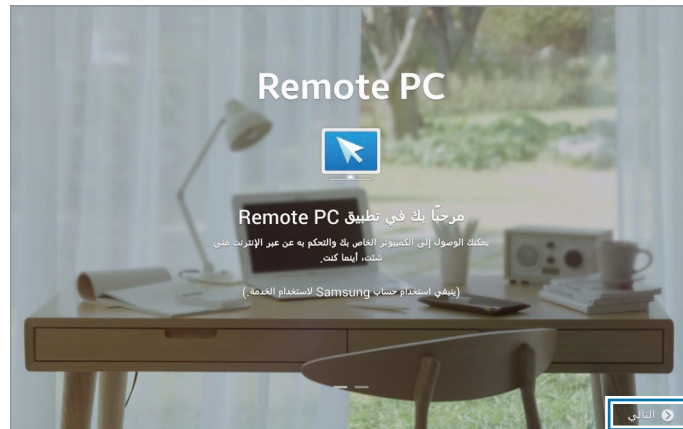 Remote PC
مرحبًا بك في تطبيق Remote PC
يمكنك الوصول إلى الكمبيوتر الخاص بك والتحكم به عن عبر الإنترنت متى
شئت، أينما كنت.
(ينبغي استخدام حساب Samsung لاستخدام الخدمة.)
التالي